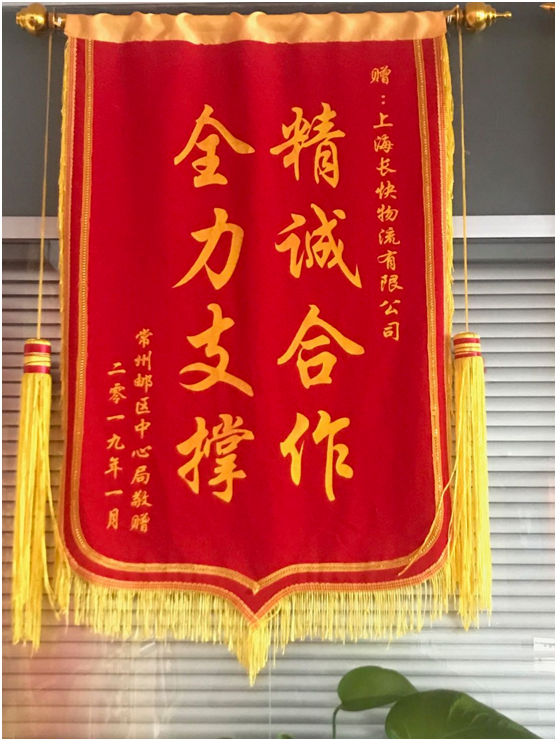 赠：上海长快物流有限公司
精诚合作
全力支撑
常州邮区中心局敬赠
二零一九年一月